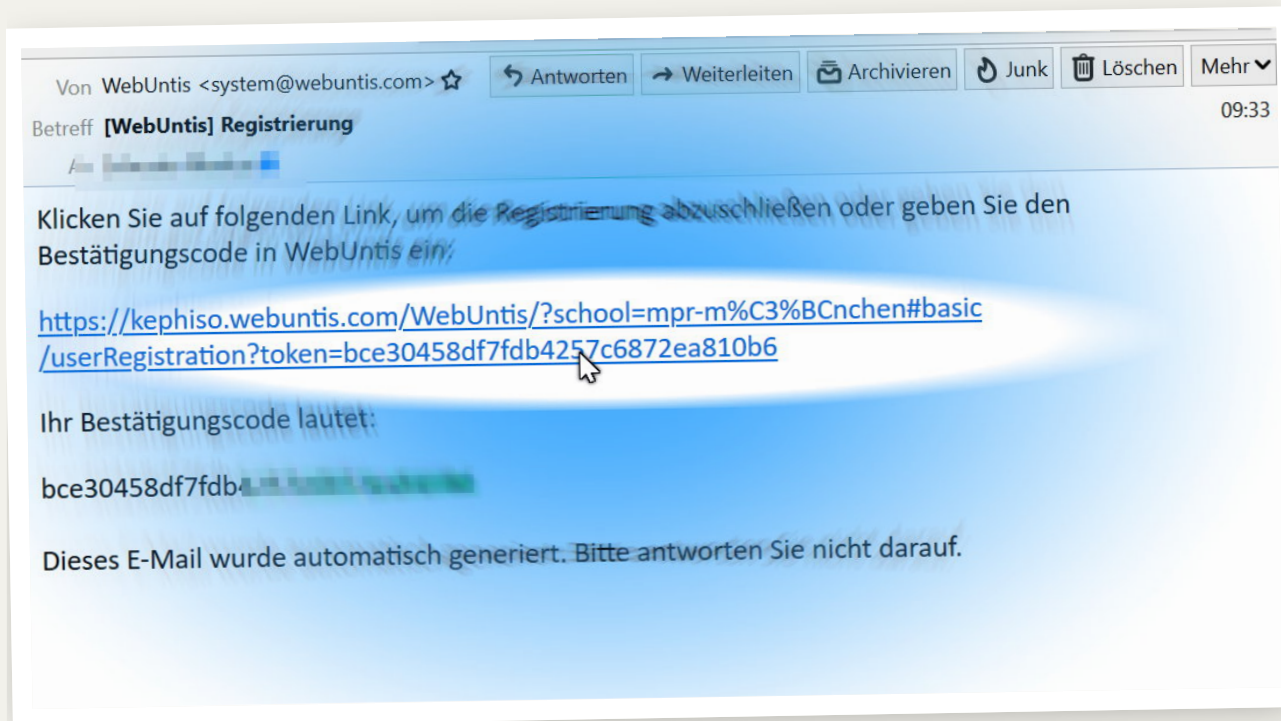 Von WebUntis <system@webuntis.com> Antworten Weiterleiten Archivieren Junk Löschen Mehr
Betreff [WebUntis] Registrierung 09:33
Klicken Sie auf folgenden Link, um die Registrierung abzuschließen oder geben Sie den
Bestätigungscode in WebUntis ein:
https://kephiso.webuntis.com/WebUntis/?school=mpr-m%C3%BCnchen#basic
/userRegistration?token=bce30458df7fdb4257c6872ea810b6
Ihr Bestätigungscode lautet:
bce30458df7fdb
Dieses E-Mail wurde automatisch generiert. Bitte antworten Sie nicht darauf.